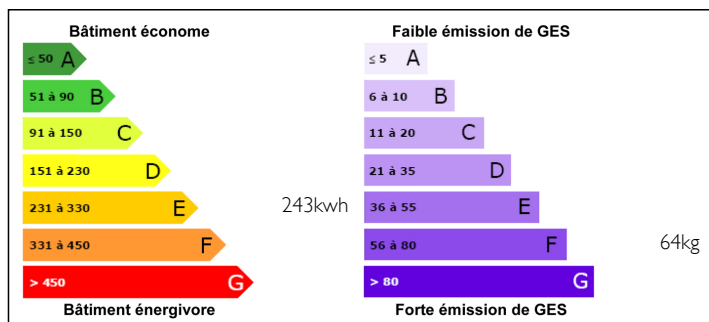 Bâtiment économe
≤ 50 A
51 à 90 B
91 à 150 C
151 à 230 D
231 à 330 E
243kwh
331 à 450 F
> 450 G
Bâtiment énergivore
Faible émission de GES
≤ 5 A
6 à 10 B
11 à 20 C
21 à 35 D
36 à 55 E
56 à 80 F
64kg
> 80 G
Forte émission de GES